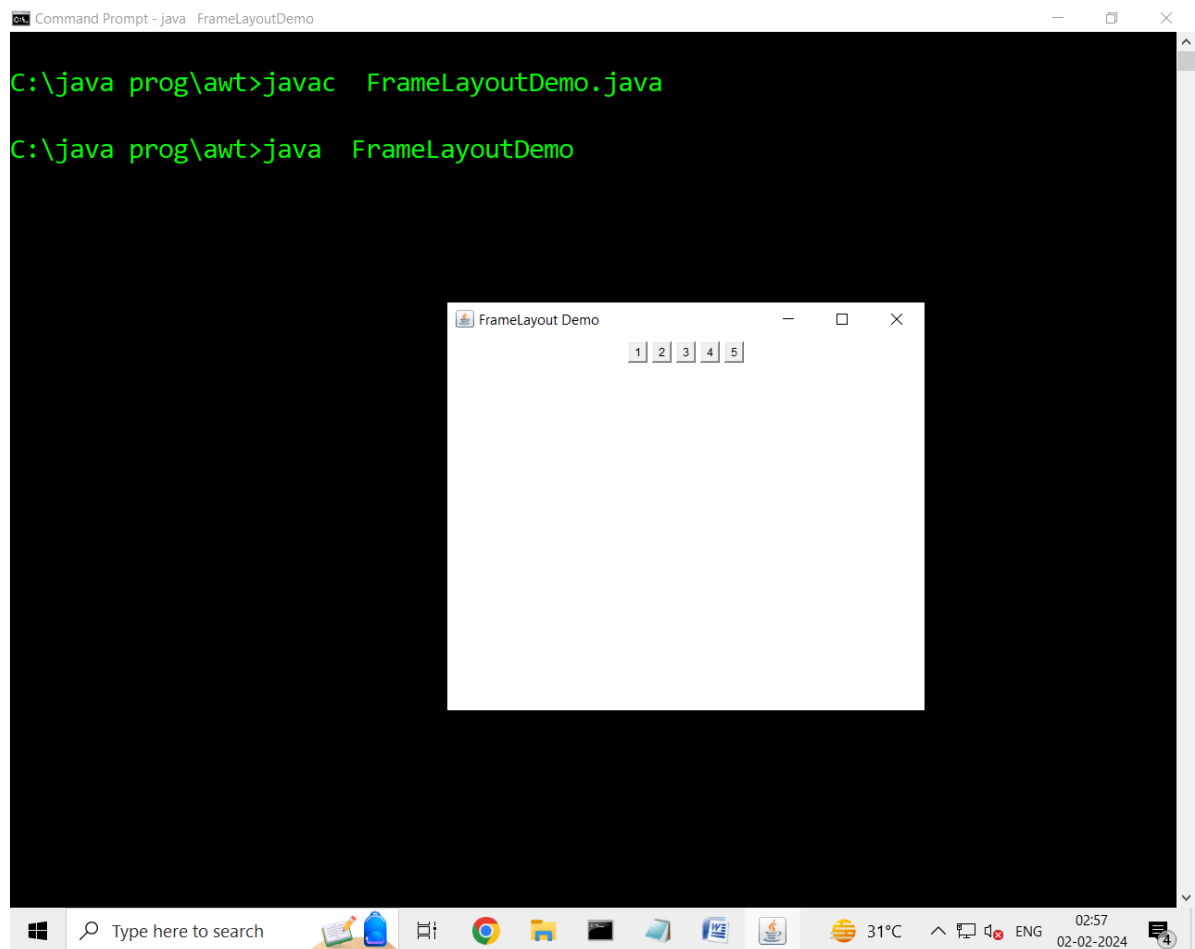 Command Prompt - java   FrameLayoutDemo
C:\java prog\awt>javac  FrameLayoutDemo.java
C:\java prog\awt>java  FrameLayoutDemo
FrameLayout Demo
1 2 3 4 5
Type here to search
31°C
ENG
02:57
02-02-2024
4